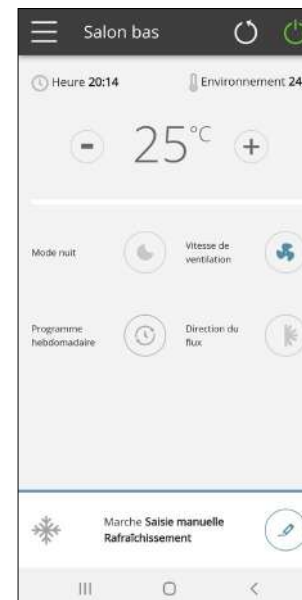 Salon bas
Heure 20:14
Environnement 24
- 25°C +
Mode nuit
Vitesse de
ventilation
Programme
hebdomadaire
Direction du
flux
Marche Saisie manuelle
Rafraîchissement